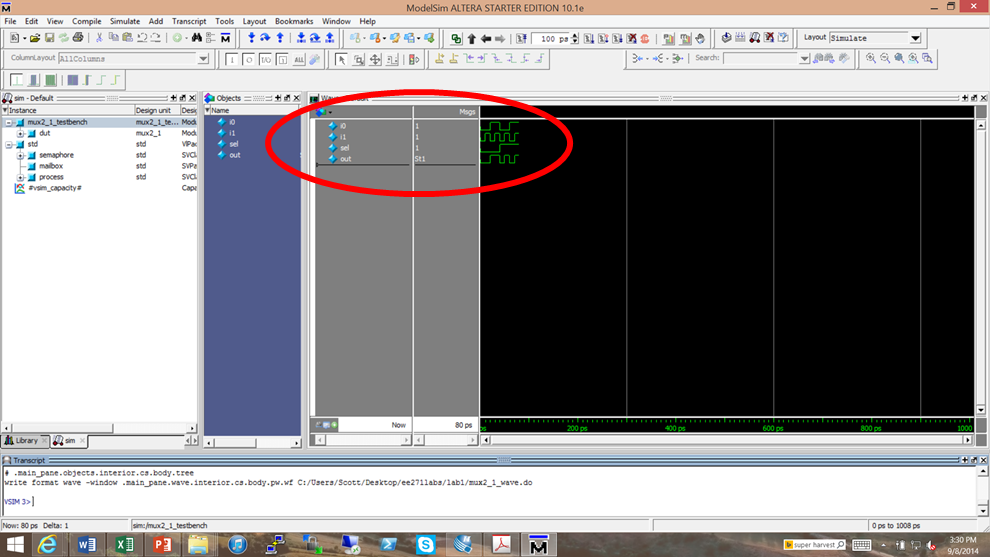 ModelSim ALTERA STARTER EDITION 10.1e
File Edit View Compile Simulate Add Transcript Tools Layout Bookmarks Window Help
100 ps
Layout Simulate
ColumnLayout AllColumns
Search:
sim - Default
Objects
Instance Design unit
Name
Msgs
mux2_1_testbench mux2_1_te... Modu
dut mux2_1 Modu
std std VlPac
semaphore std SVCl
mailbox std SVPa
process std SVCl
#vsim_capacity# Capa
i0
i1
sel
out
i0 1
i1 1
sel 1
out St1
Now 80 ps
200 ps 400 ps 600 ps 800 ps 1000
Library sim
Transcript
# .main_pane.objects.interior.cs.body.tree
write format wave -window .main_pane.wave.interior.cs.body.pw.wf C:/Users/Scott/Desktop/ee271labs/lab1/mux2_1_wave.do
VSIM 3>
Now: 80 ps Delta: 1 sim:/mux2_1_testbench 0 ps to 1008 ps
super harvest
3:30 PM
9/8/2014